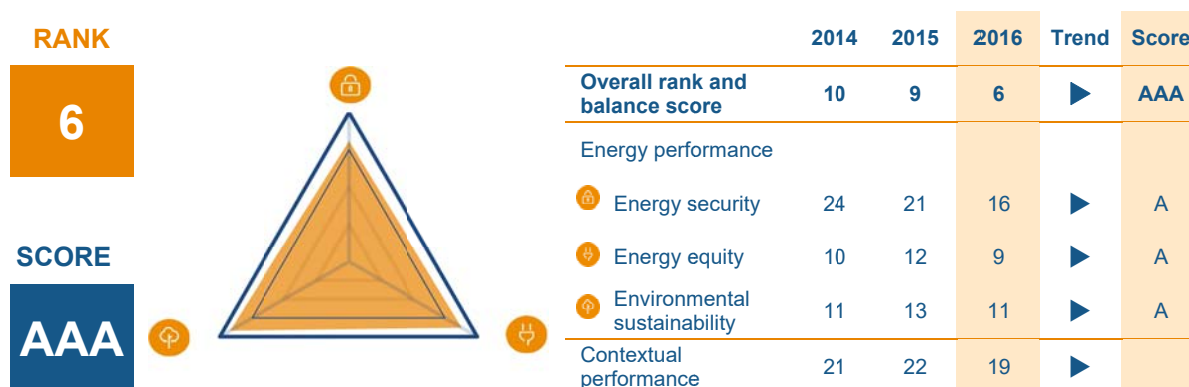 RANK
6
SCORE
AAA
2014 2015 2016 Trend Score
Overall rank and
balance score 10 9 6 AAA
Energy performance
Energy security 24 21 16 A
Energy equity 10 12 9 A
Environmental
sustainability 11 13 11 A
Contextual
performance 21 22 19